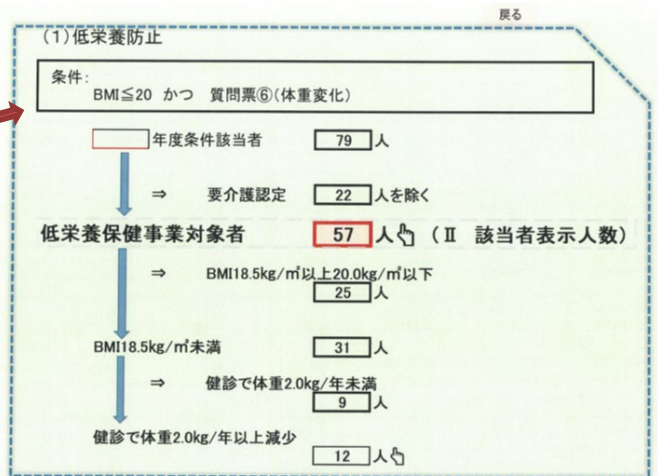 戻る
(1)低栄養防止
条件:
BMI≦20 かつ 質問票⑥(体重変化)
年度条件該当者 79 人
⇒ 要介護認定 22 人を除く
低栄養保健事業対象者 57 人 (Ⅱ 該当者表示人数)
⇒ BMI18.5kg/㎡以上20.0kg/㎡以下
25 人
BMI18.5kg/㎡未満 31 人
⇒ 健診で体重2.0kg/年未満
9 人
健診で体重2.0kg/年以上減少
12 人